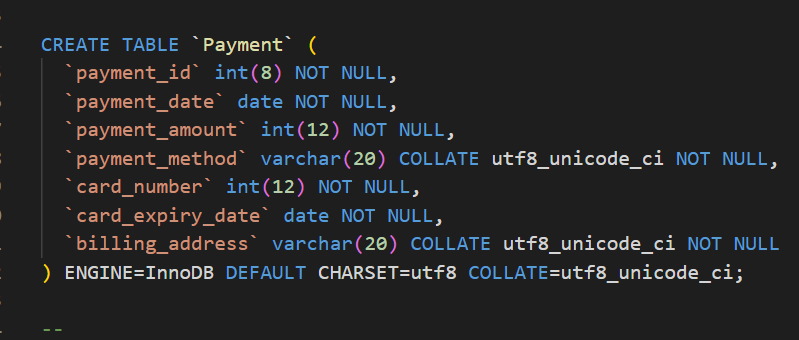 CREATE TABLE `Payment` (
`payment_id` int(8) NOT NULL,
`payment_date` date NOT NULL,
`payment_amount` int(12) NOT NULL,
`payment_method` varchar(20) COLLATE utf8_unicode_ci NOT NULL,
`card_number` int(12) NOT NULL,
`card_expiry_date` date NOT NULL,
`billing_address` varchar(20) COLLATE utf8_unicode_ci NOT NULL
) ENGINE=InnoDB DEFAULT CHARSET=utf8 COLLATE=utf8_unicode_ci;
--